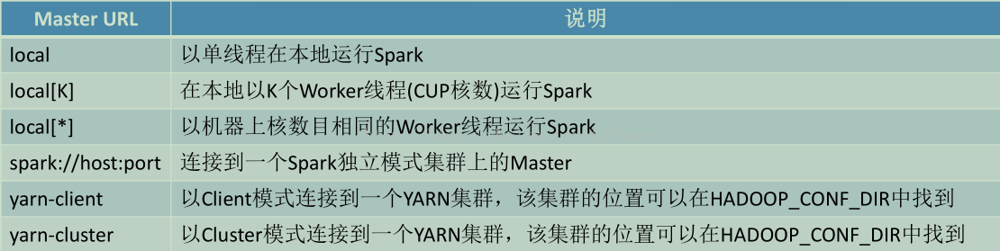 Master URL 说明
local 以单线程在本地运行Spark
local[K] 在本地以K个Worker线程(CUP核数)运行Spark
local[*] 以机器上核数目相同的Worker线程运行Spark
spark://host:port 连接到一个Spark独立模式集群上的Master
yarn-client 以Client模式连接到一个YARN集群，该集群的位置可以在HADOOP_CONF_DIR中找到
yarn-cluster 以Cluster模式连接到一个YARN集群，该集群的位置可以在HADOOP_CONF_DIR中找到